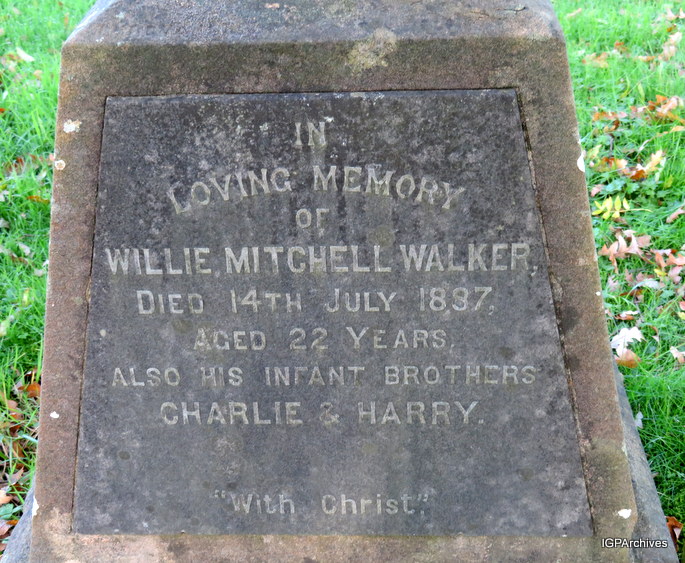 IN
LOVING MEMORY
OF
WILLIE MITCHELL WALKER,
DIED 14TH JULY 1897,
AGED 22 YEARS,
ALSO HIS INFANT BROTHERS
CHARLIE & HARRY.
"With Christ".
IGPArchives